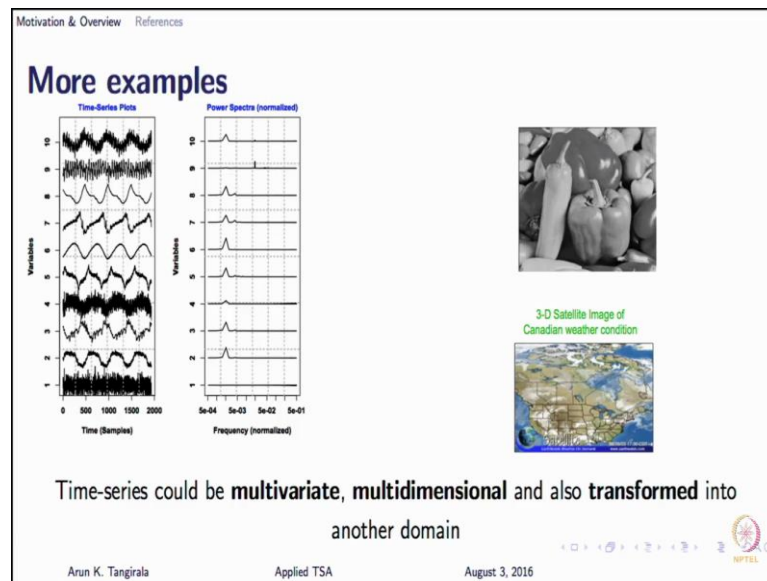 Motivation & Overview References
More examples
Time-Series Plots
Variables
10
9
8
7
6
5
4
3
2
1
0 500 1000 1500 2000
Time (Samples)
Power Spectra (normalized)
Variables
10
9
8
7
6
5
4
3
2
1
5e-04 5e-03 5e-02 5e-01
Frequency (normalized)
3-D Satellite Image of
Canadian weather condition
Time-series could be multivariate, multidimensional and also transformed into
another domain
NPTEL
Arun K. Tangirala Applied TSA August 3, 2016